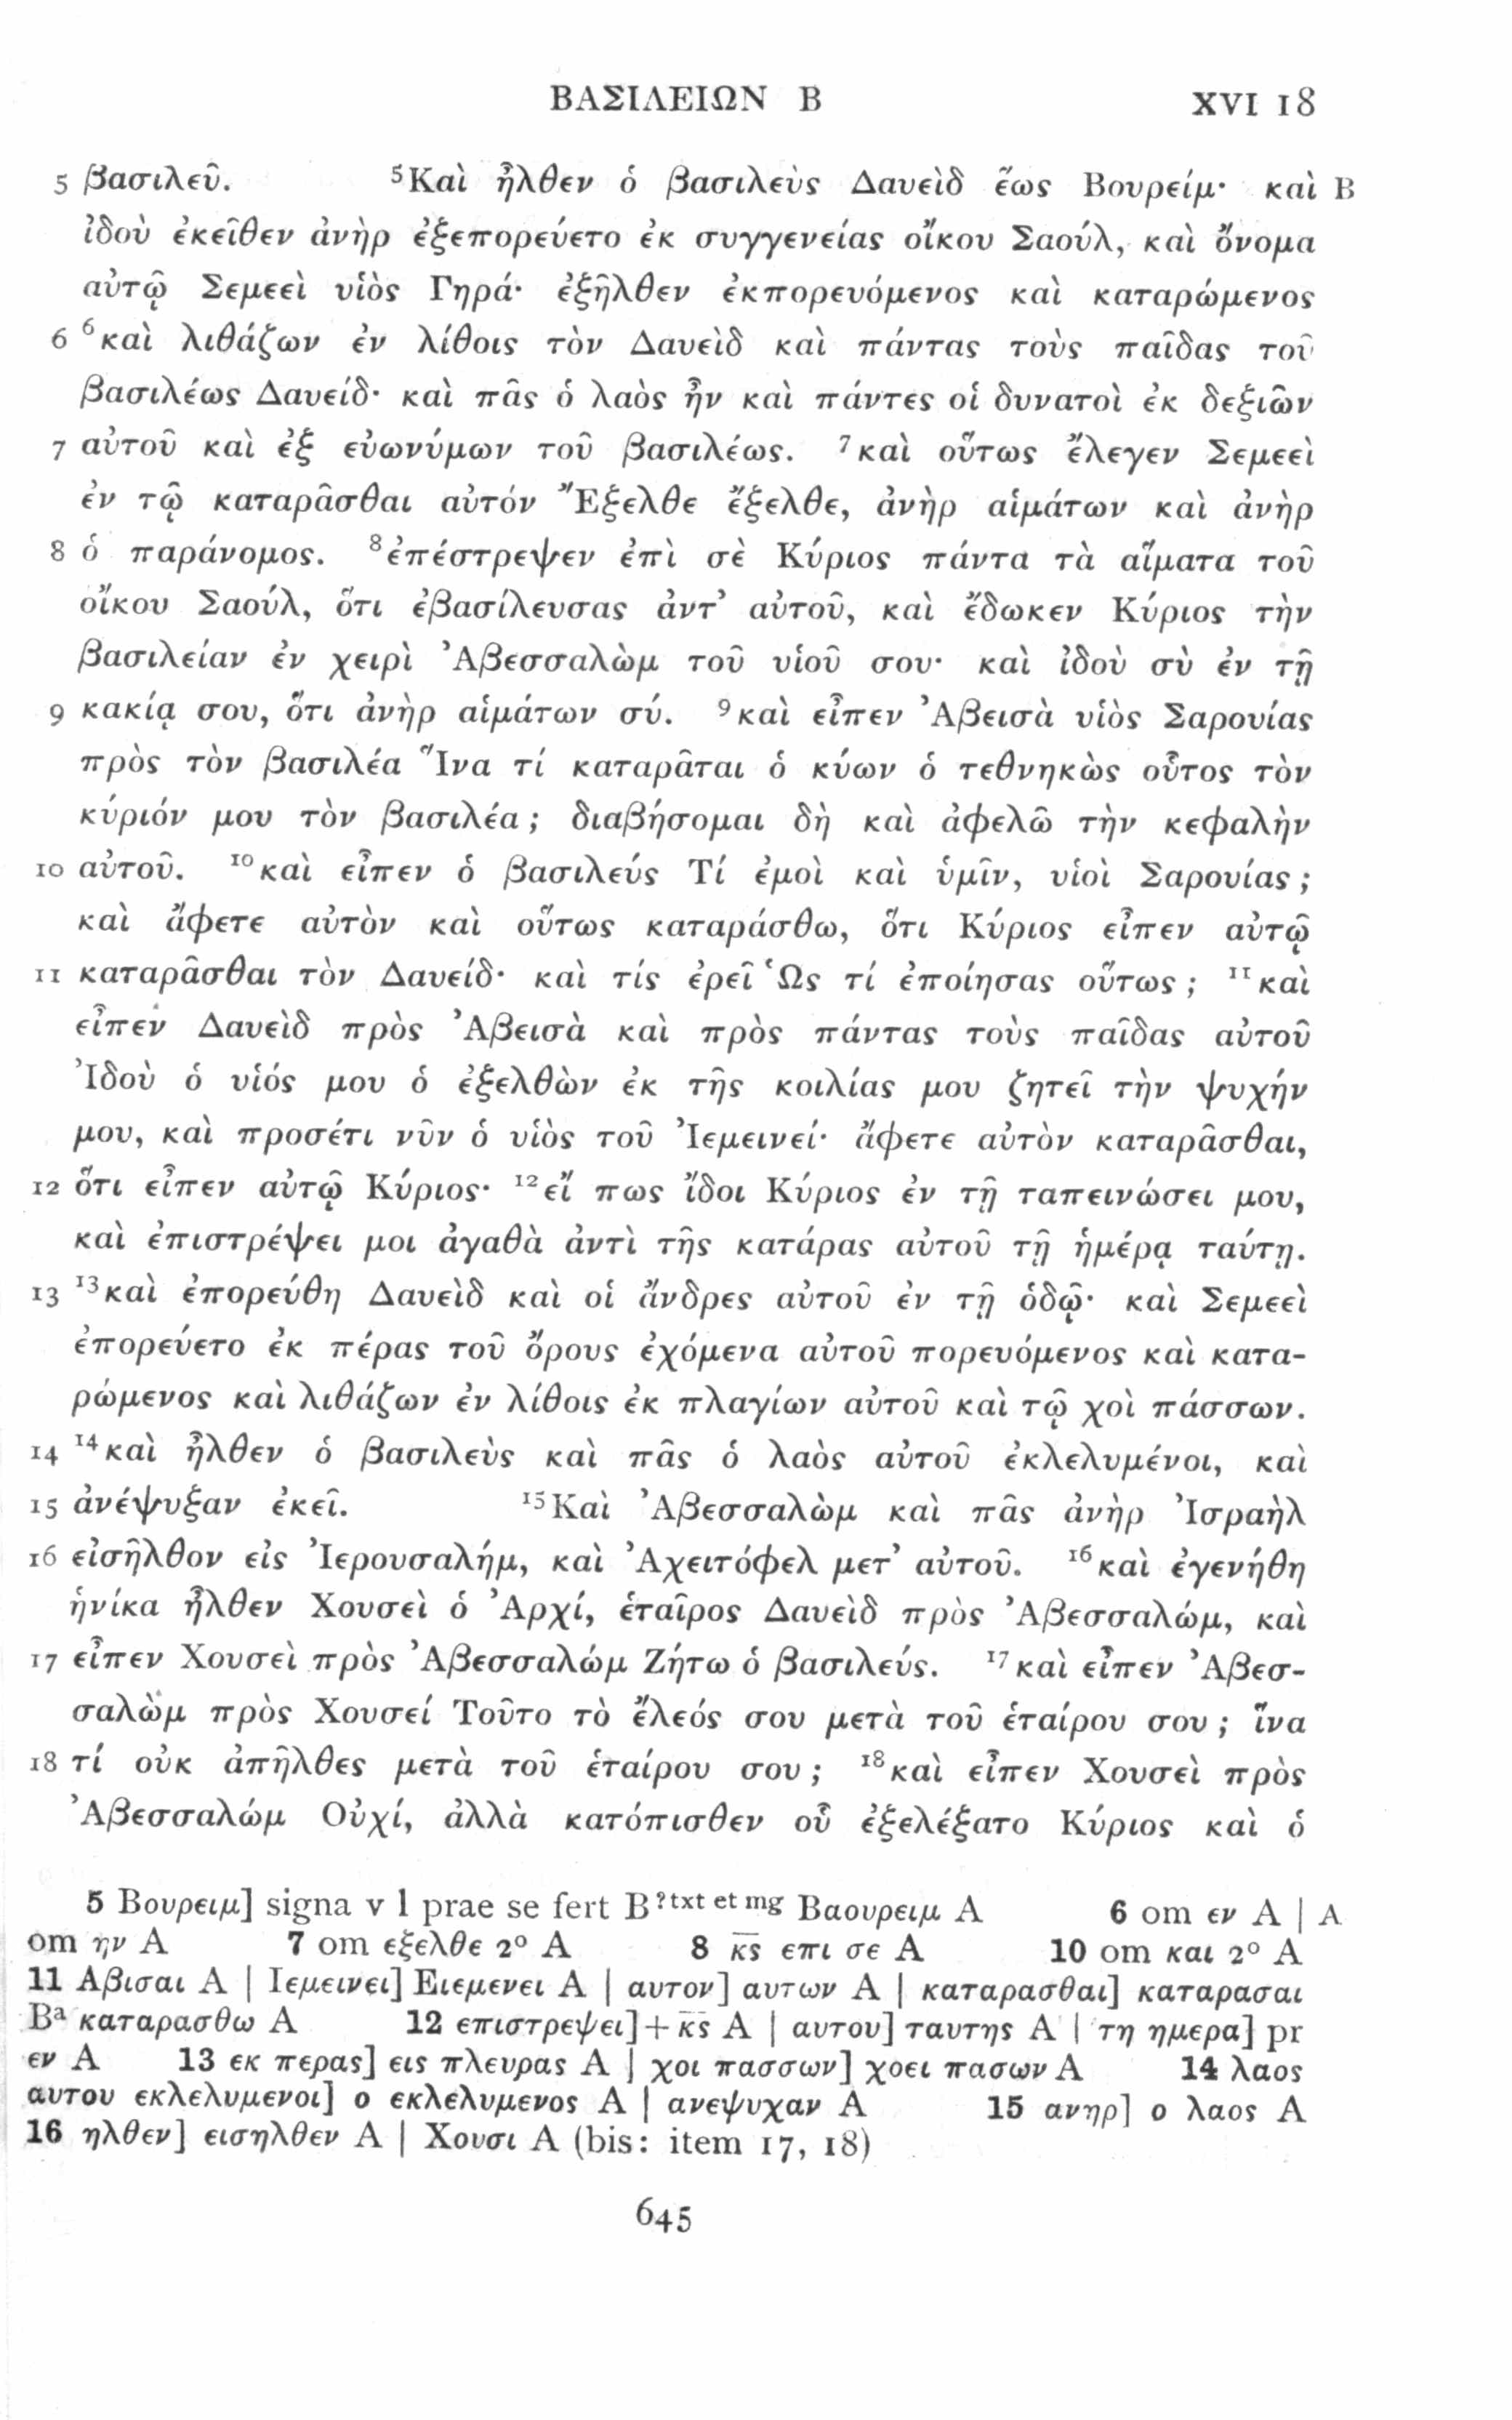 ΒΑΣΙΛΕΙΩΝ Β XVI 18
5 βασιλεῦ. ⁵Καὶ ἦλθεν ὁ βασιλεὺς Δαυεὶδ ἕως Βουρείμ· καὶ B
ἰδοὺ ἐκεῖθεν ἀνὴρ ἐξεπορεύετο ἐκ συγγενείας οἴκου Σαούλ, καὶ ὄνομα
αὐτῷ Σεμεεὶ υἱὸς Γηρά· ἐξῆλθεν ἐκπορευόμενος καὶ καταρώμενος
6 ⁶καὶ λιθάζων ἐν λίθοις τὸν Δαυεὶδ καὶ πάντας τοὺς παῖδας τοῦ
βασιλέως Δαυείδ· καὶ πᾶς ὁ λαὸς ἦν καὶ πάντες οἱ δυνατοὶ ἐκ δεξιῶν
7 αὐτοῦ καὶ ἐξ εὐωνύμων τοῦ βασιλέως. ⁷καὶ οὕτως ἔλεγεν Σεμεεὶ
ἐν τῷ καταρᾶσθαι αὐτόν Ἔξελθε ἔξελθε, ἀνὴρ αἱμάτων καὶ ἀνὴρ
8 ὁ παράνομος. ⁸ἐπέστρεψεν ἐπὶ σὲ Κύριος πάντα τὰ αἵματα τοῦ
οἴκου Σαούλ, ὅτι ἐβασίλευσας ἀντ᾽ αὐτοῦ, καὶ ἔδωκεν Κύριος τὴν
βασιλείαν ἐν χειρὶ Ἀβεσσαλὼμ τοῦ υἱοῦ σου· καὶ ἰδοὺ σὺ ἐν τῇ
9 κακίᾳ σου, ὅτι ἀνὴρ αἱμάτων σύ. ⁹καὶ εἶπεν Ἀβεισὰ υἱὸς Σαρουίας
πρὸς τὸν βασιλέα Ἵνα τί καταρᾶται ὁ κύων ὁ τεθνηκὼς οὗτος τὸν
κύριόν μου τὸν βασιλέα; διαβήσομαι δὴ καὶ ἀφελῶ τὴν κεφαλὴν
10 αὐτοῦ. ¹⁰καὶ εἶπεν ὁ βασιλεύς Τί ἐμοὶ καὶ ὑμῖν, υἱοὶ Σαρουίας;
καὶ ἄφετε αὐτὸν καὶ οὕτως καταράσθω, ὅτι Κύριος εἶπεν αὐτῷ
11 καταρᾶσθαι τὸν Δαυείδ· καὶ τίς ἐρεῖ Ὡς τί ἐποίησας οὕτως; ¹¹καὶ
εἶπεν Δαυεὶδ πρὸς Ἀβεισὰ καὶ πρὸς πάντας τοὺς παῖδας αὐτοῦ
Ἰδοὺ ὁ υἱός μου ὁ ἐξελθὼν ἐκ τῆς κοιλίας μου ζητεῖ τὴν ψυχήν
μου, καὶ προσέτι νῦν ὁ υἱὸς τοῦ Ἰεμεινεί· ἄφετε αὐτὸν καταρᾶσθαι,
12 ὅτι εἶπεν αὐτῷ Κύριος· ¹²εἴ πως ἴδοι Κύριος ἐν τῇ ταπεινώσει μου,
καὶ ἐπιστρέψει μοι ἀγαθὰ ἀντὶ τῆς κατάρας αὐτοῦ τῇ ἡμέρᾳ ταύτῃ.
13 ¹³καὶ ἐπορεύθη Δαυεὶδ καὶ οἱ ἄνδρες αὐτοῦ ἐν τῇ ὁδῷ· καὶ Σεμεεὶ
ἐπορεύετο ἐκ πέρας τοῦ ὄρους ἐχόμενα αὐτοῦ πορευόμενος καὶ κατα-
ρώμενος καὶ λιθάζων ἐν λίθοις ἐκ πλαγίων αὐτοῦ καὶ τῷ χοὶ πάσσων.
14 ¹⁴καὶ ἦλθεν ὁ βασιλεὺς καὶ πᾶς ὁ λαὸς αὐτοῦ ἐκλελυμένοι, καὶ
15 ἀνέψυξαν ἐκεῖ. ¹⁵Καὶ Ἀβεσσαλὼμ καὶ πᾶς ἀνὴρ Ἰσραὴλ
16 εἰσῆλθον εἰς Ἰερουσαλήμ, καὶ Ἀχειτόφελ μετ᾽ αὐτοῦ. ¹⁶καὶ ἐγενήθη
ἡνίκα ἦλθεν Χουσεὶ ὁ Ἀρχί, ἑταῖρος Δαυεὶδ πρὸς Ἀβεσσαλώμ, καὶ
17 εἶπεν Χουσεὶ πρὸς Ἀβεσσαλώμ Ζήτω ὁ βασιλεύς. ¹⁷καὶ εἶπεν Ἀβεσ-
σαλὼμ πρὸς Χουσεί Τοῦτο τὸ ἔλεός σου μετὰ τοῦ ἑταίρου σου; ἵνα
18 τί οὐκ ἀπῆλθες μετὰ τοῦ ἑταίρου σου; ¹⁸καὶ εἶπεν Χουσεὶ πρὸς
Ἀβεσσαλώμ Οὐχί, ἀλλὰ κατόπισθεν οὗ ἐξελέξατο Κύριος καὶ ὁ
5 Βουρειμ] signa v l prae se fert B?txt et mg Βαουρειμ A 6 om εν A | A
om ην A 7 om εξελθε 2º A 8 κ̅ς̅ επι σε A 10 om και 2º A
11 Αβισαι A | Ιεμεινει] Ειεμενει A | αυτον] αυτων A | καταρασθαι] καταρασαι
Bª καταρασθω A 12 επιστρεψει]+κ̅ς̅ A | αυτου] ταυτης A | τη ημερα] pr
εν A 13 εκ περας] εις πλευρας A | χοι πασσων] χοει πασων A 14 λαος
αυτου εκλελυμενοι] ο εκλελυμενος A | ανεψυχαν A 15 ανηρ] ο λαος A
16 ηλθεν] εισηλθεν A | Χουσι A (bis: item 17, 18)
645